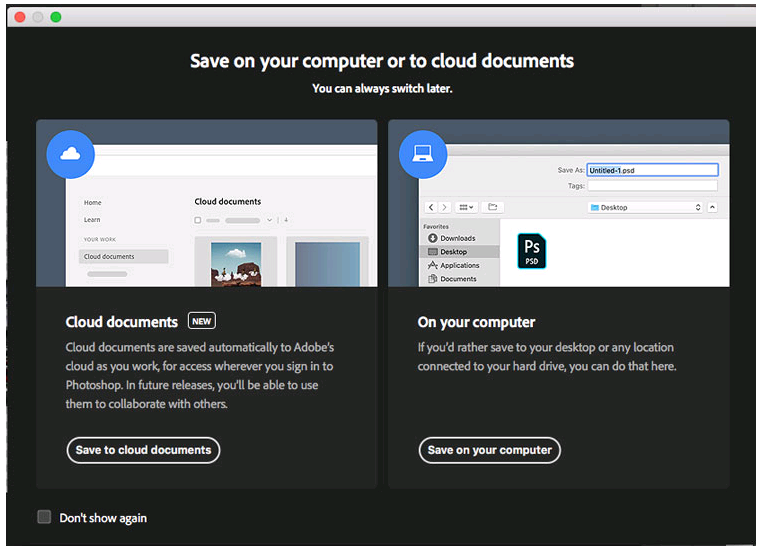 Save on your computer or to cloud documents
You can always switch later.
Home
Learn
YOUR WORK
Cloud documents
Cloud documents
Save As: Untitled-1.psd
Tags:
Desktop
Favorites
Downloads
Desktop
Applications
Documents
Ps
PSD
Cloud documents NEW
Cloud documents are saved automatically to Adobe's
cloud as you work, for access wherever you sign in to
Photoshop. In future releases, you'll be able to use
them to collaborate with others.
Save to cloud documents
On your computer
If you'd rather save to your desktop or any location
connected to your hard drive, you can do that here.
Save on your computer
Don't show again